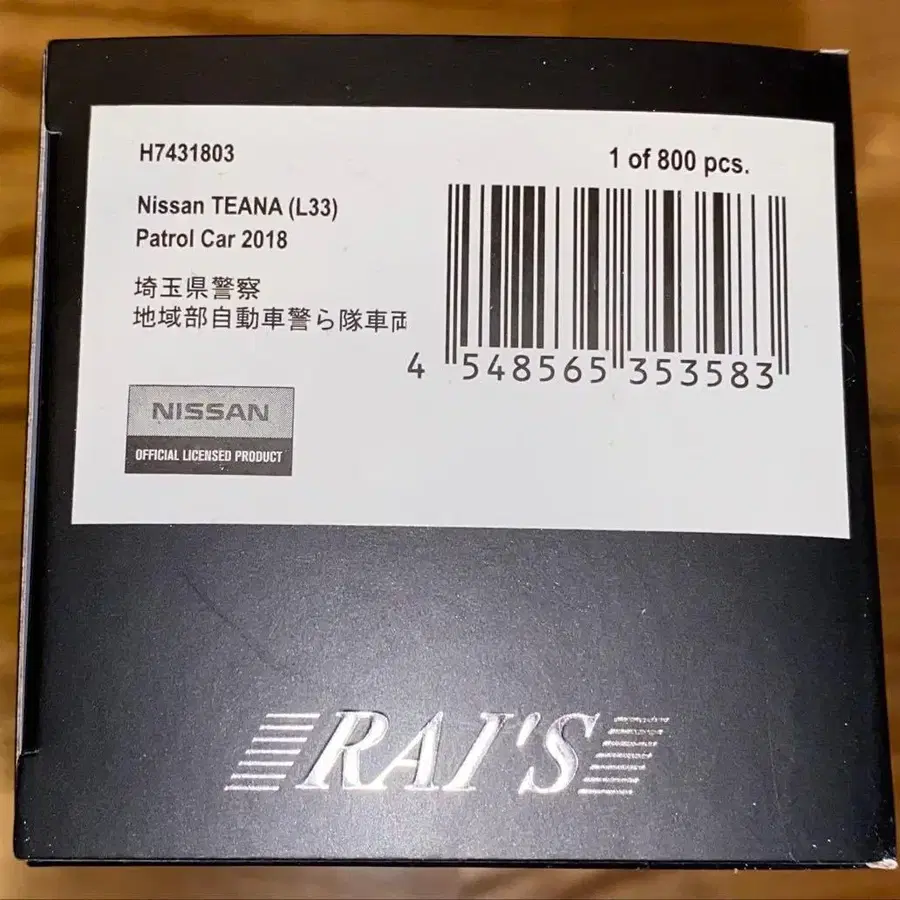 H7431803
1 of 800 pcs.
Nissan TEANA (L33)
Patrol Car 2018
埼玉県警察
地域部自動車警ら隊車両
4 548565 353583
NISSAN
OFFICIAL LICENSED PRODUCT
RAI'S